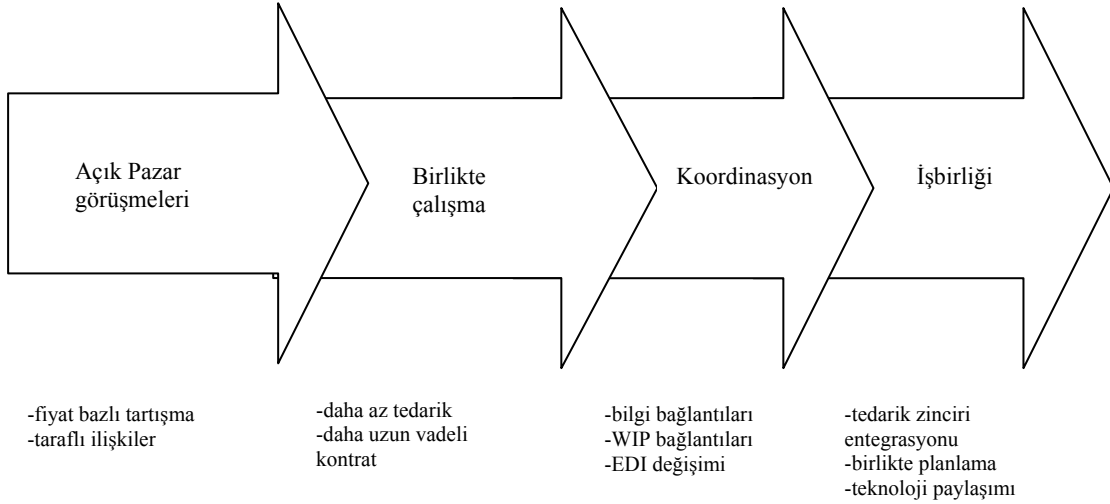 Açık Pazar
görüşmeleri
Birlikte
çalışma
Koordinasyon
İşbirliği
-fiyat bazlı tartışma
-taraflı ilişkiler
-daha az tedarik
-daha uzun vadeli
kontrat
-bilgi bağlantıları
-WIP bağlantıları
-EDI değişimi
-tedarik zinciri
entegrasyonu
-birlikte planlama
-teknoloji paylaşımı